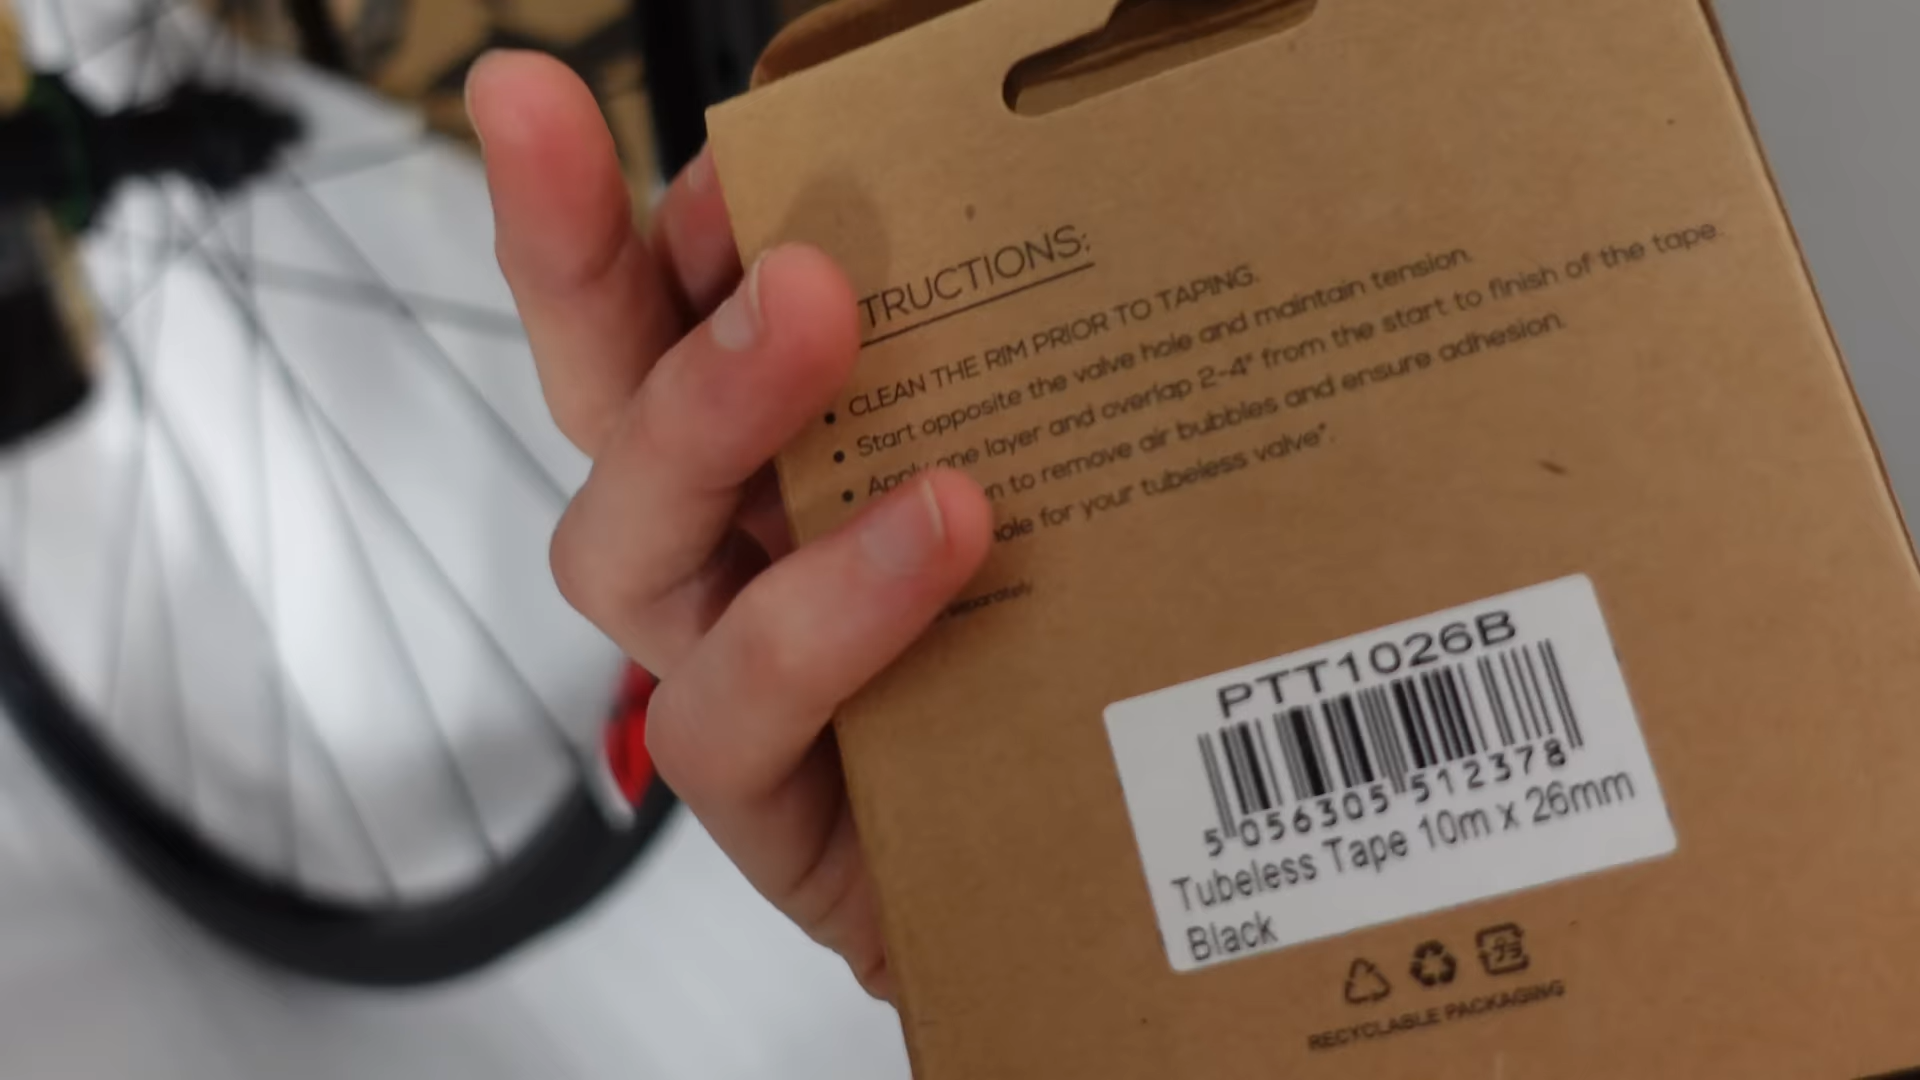 TRUCTIONS:
• CLEAN THE RIM PRIOR TO TAPING.
• Start opposite the valve hole and maintain tension.
• Apply one layer and overlap 2-4" from the start to finish of the tape.
to remove air bubbles and ensure adhesion.
hole for your tubeless valve*.
separately
PTT1026B
5 056305 512378
Tubeless Tape 10m x 26mm
Black
RECYCLABLE PACKAGING